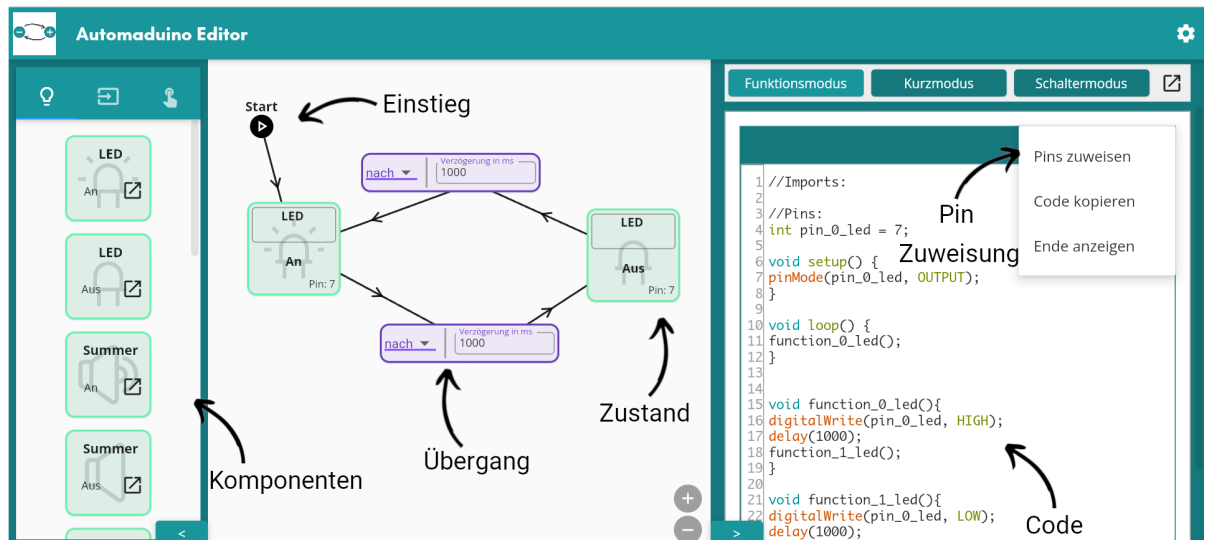 Automaduino Editor
LED
An
LED
Aus
Summer
An
Summer
Aus
<
Komponenten
Start
Einstieg
nach
Verzögerung in ms
1000
LED
An
Pin: 7
LED
Aus
Pin: 7
nach
Verzögerung in ms
1000
Zustand
Übergang
+
−
>
Funktionsmodus
Kurzmodus
Schaltermodus
Pins zuweisen
Code kopieren
Ende anzeigen
Pin
Zuweisung
1 //Imports:
2
3 //Pins:
4 int pin_0_led = 7;
5
6 void setup() {
7 pinMode(pin_0_led, OUTPUT);
8 }
9
10 void loop() {
11 function_0_led();
12 }
13
14
15 void function_0_led(){
16 digitalWrite(pin_0_led, HIGH);
17 delay(1000);
18 function_1_led();
19 }
20
21 void function_1_led(){
22 digitalWrite(pin_0_led, LOW);
delay(1000);
Code